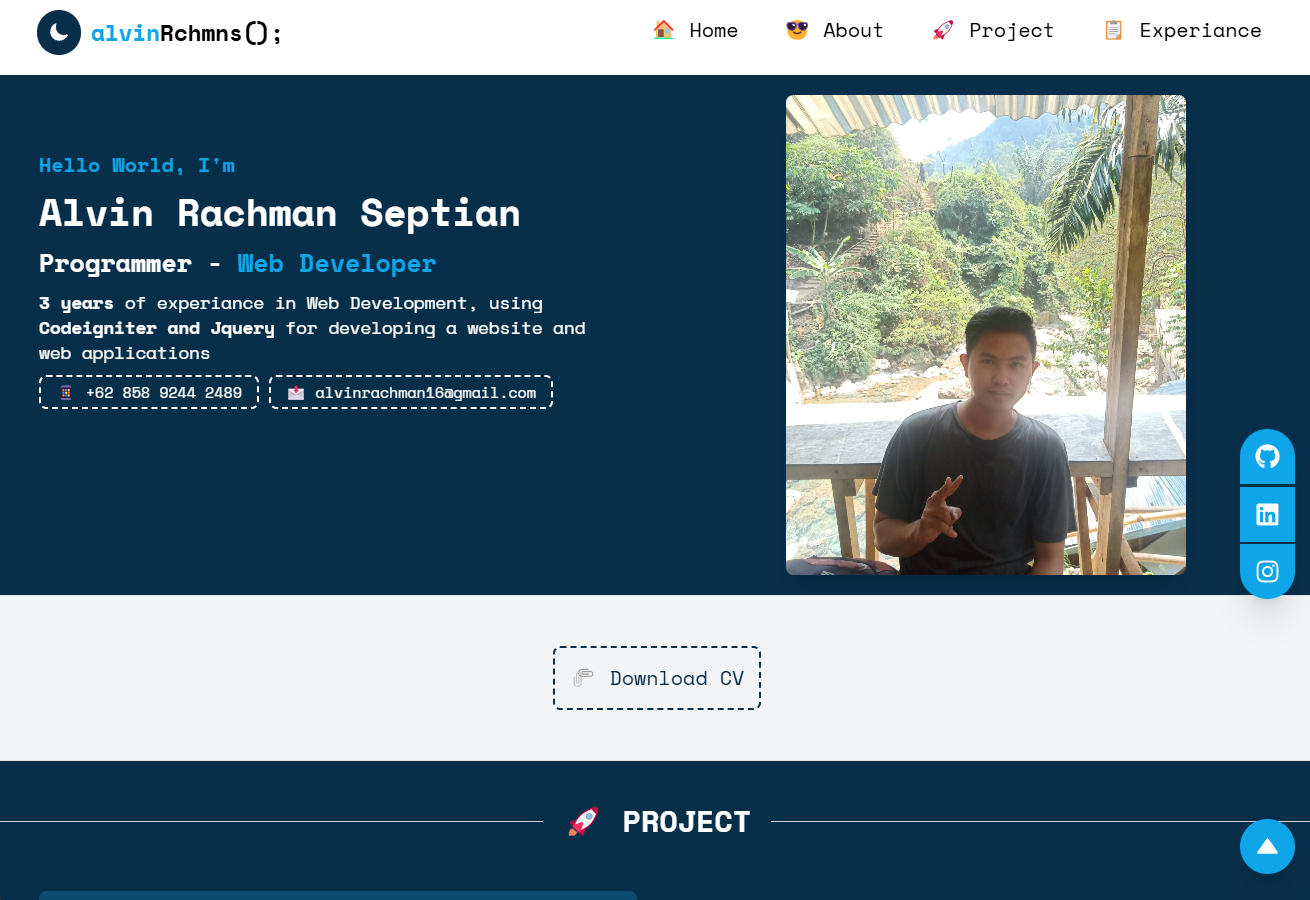 alvinRchmns();
Home
About
Project
Experiance
Hello World, I'm
Alvin Rachman Septian
Programmer - Web Developer
3 years of experiance in Web Development, using
Codeigniter and Jquery for developing a website and
web applications
+62 858 9244 2489
alvinrachman16@gmail.com
Download CV
PROJECT